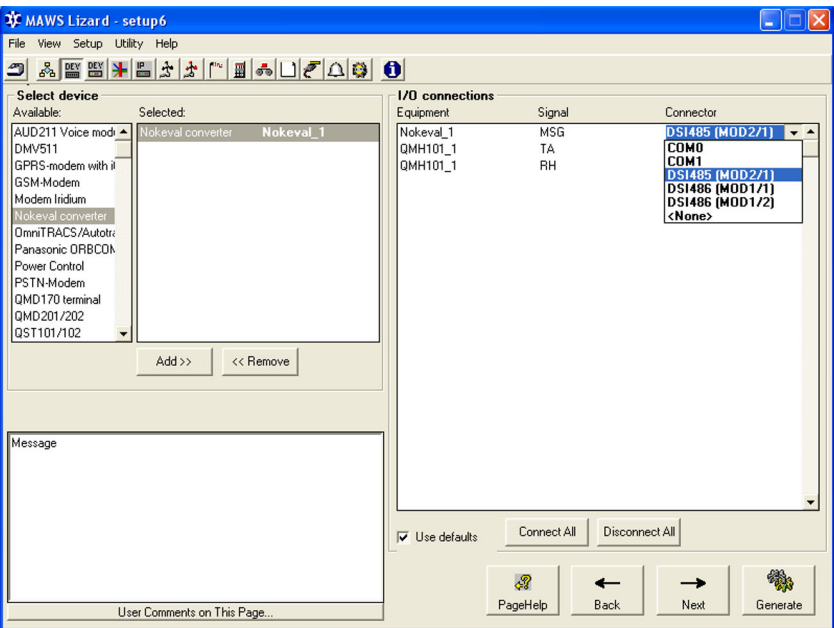 MAWS Lizard - setup6
File View Setup Utility Help
DEV DEV IP
Select device
Available: Selected:
AUD211 Voice mod
DMV511
GPRS-modem with i
GSM-Modem
Modem Iridium
Nokeval converter
OmniTRACS/Autotra
Panasonic ORBCON
Power Control
PSTN-Modem
QMD170 terminal
QMD201/202
QST101/102
Nokeval converter Nokeval_1
Add >> << Remove
I/O connections
Equipment Signal Connector
Nokeval_1 MSG DSI485 (MOD2/1)
QMH101_1 TA
QMH101_1 RH
COM0
COM1
DSI485 (MOD2/1)
DSI486 (MOD1/1)
DSI486 (MOD1/2)
<None>
Use defaults Connect All Disconnect All
Message
User Comments on This Page...
PageHelp Back Next Generate